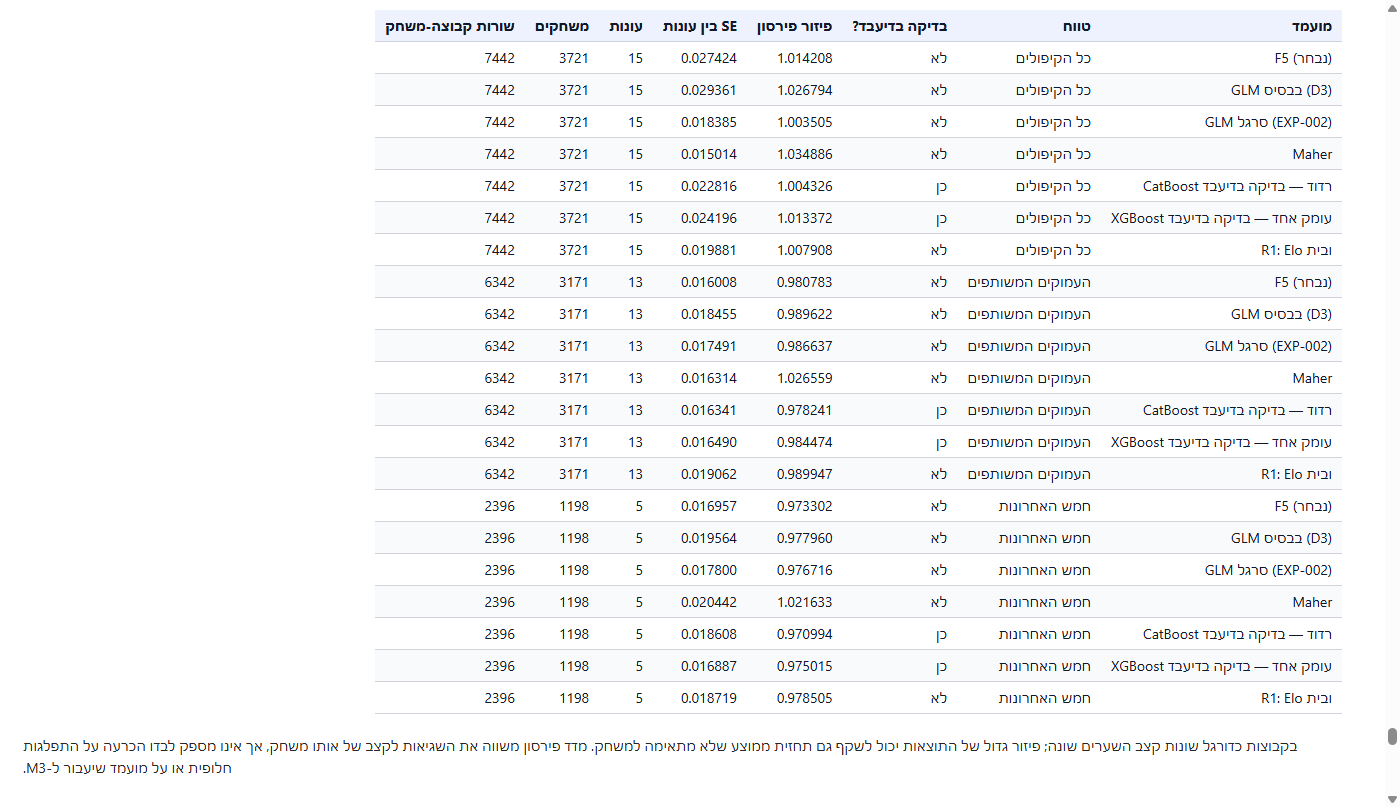 מועמד טווח בדיקה בדיעבד? פיזור פירסון SE בין עונות עונות משחקים שורות קבוצה-משחק
F5 (נבחר) כל הקיפולים לא 1.014208 0.027424 15 3721 7442
GLM בבסיס (D3) כל הקיפולים לא 1.026794 0.029361 15 3721 7442
GLM סרגל (EXP-002) כל הקיפולים לא 1.003505 0.018385 15 3721 7442
Maher כל הקיפולים לא 1.034886 0.015014 15 3721 7442
CatBoost רדוד — בדיקה בדיעבד כל הקיפולים כן 1.004326 0.022816 15 3721 7442
XGBoost עומק אחד — בדיקה בדיעבד כל הקיפולים כן 1.013372 0.024196 15 3721 7442
R1: Elo ובית כל הקיפולים לא 1.007908 0.019881 15 3721 7442
F5 (נבחר) העמוקים המשותפים לא 0.980783 0.016008 13 3171 6342
GLM בבסיס (D3) העמוקים המשותפים לא 0.989622 0.018455 13 3171 6342
GLM סרגל (EXP-002) העמוקים המשותפים לא 0.986637 0.017491 13 3171 6342
Maher העמוקים המשותפים לא 1.026559 0.016314 13 3171 6342
CatBoost רדוד — בדיקה בדיעבד העמוקים המשותפים כן 0.978241 0.016341 13 3171 6342
XGBoost עומק אחד — בדיקה בדיעבד העמוקים המשותפים כן 0.984474 0.016490 13 3171 6342
R1: Elo ובית העמוקים המשותפים לא 0.989947 0.019062 13 3171 6342
F5 (נבחר) חמש האחרונות לא 0.973302 0.016957 5 1198 2396
GLM בבסיס (D3) חמש האחרונות לא 0.977960 0.019564 5 1198 2396
GLM סרגל (EXP-002) חמש האחרונות לא 0.976716 0.017800 5 1198 2396
Maher חמש האחרונות לא 1.021633 0.020442 5 1198 2396
CatBoost רדוד — בדיקה בדיעבד חמש האחרונות כן 0.970994 0.018608 5 1198 2396
XGBoost עומק אחד — בדיקה בדיעבד חמש האחרונות כן 0.975015 0.016887 5 1198 2396
R1: Elo ובית חמש האחרונות לא 0.978505 0.018719 5 1198 2396
בקבוצות כדורגל שונות קצב השערים שונה; פיזור גדול של התוצאות יכול לשקף גם תחזית ממוצע שלא מתאימה למשחק. מדד פירסון משווה את השגיאות לקצב של אותו משחק, אך אינו מספק לבדו הכרעה על התפלגות
חלופית או על מועמד שיעבור ל-M3.